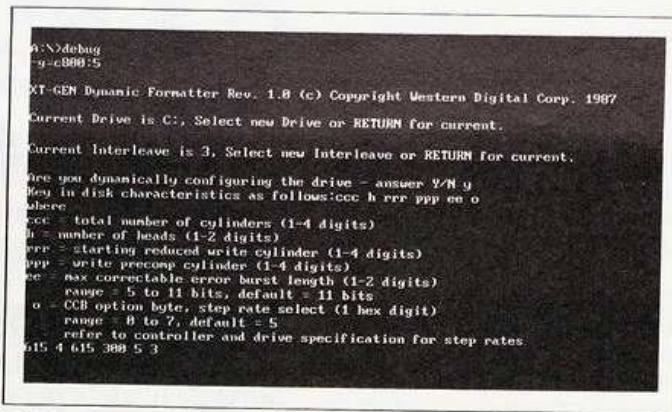 A:\>debug
-g=c800:5
XT-GEN Dynamic Formatter Rev. 1.0 (c) Copyright Western Digital Corp. 1987
Current Drive is C:, Select new Drive or RETURN for current.
Current Interleave is 3, Select new Interleave or RETURN for current.
Are you dynamically configuring the drive - answer Y/N y
Key in disk characteristics as follows:ccc h rrr ppp ee o
where
ccc = total number of cylinders (1-4 digits)
h = number of heads (1-2 digits)
rrr = starting reduced write cylinder (1-4 digits)
ppp = write precomp cylinder (1-4 digits)
ee = max correctable error burst length (1-2 digits)
range = 5 to 11 bits, default = 11 bits
o = CCB option byte, step rate select (1 hex digit)
range = 0 to 7, default = 5
refer to controller and drive specification for step rates
615 4 615 300 5 3